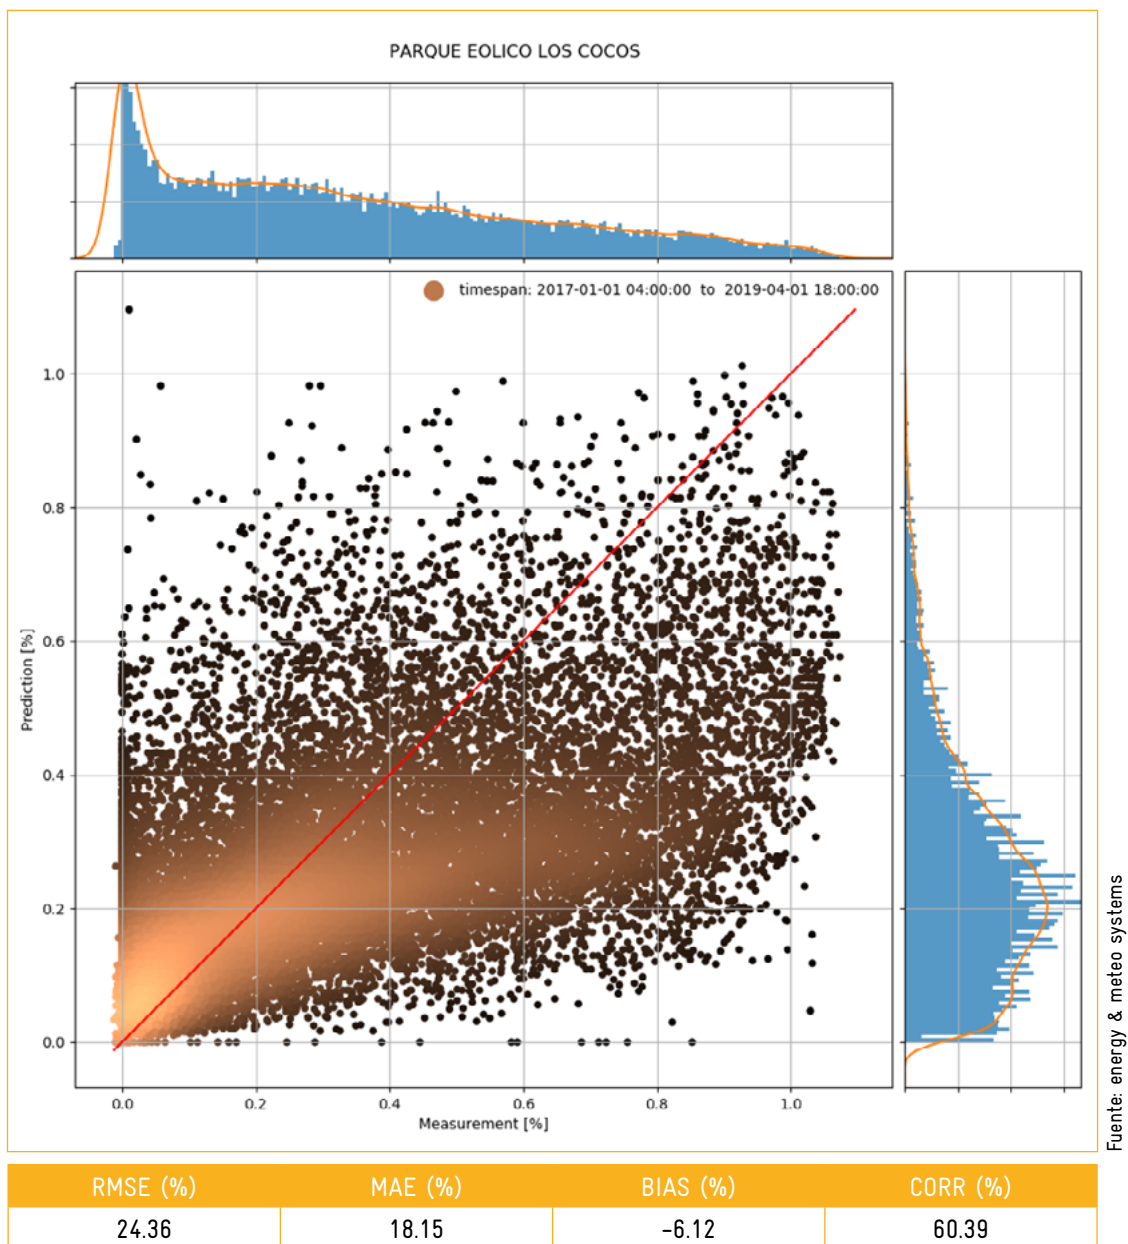 PARQUE EOLICO LOS COCOS
timespan: 2017-01-01 04:00:00 to 2019-04-01 18:00:00
Prediction [%]
1.0
0.8
0.6
0.4
0.2
0.0
0.0 0.2 0.4 0.6 0.8 1.0
Measurement [%]
Fuente: energy & meteo systems
RMSE (%) MAE (%) BIAS (%) CORR (%)
24.36 18.15 -6.12 60.39